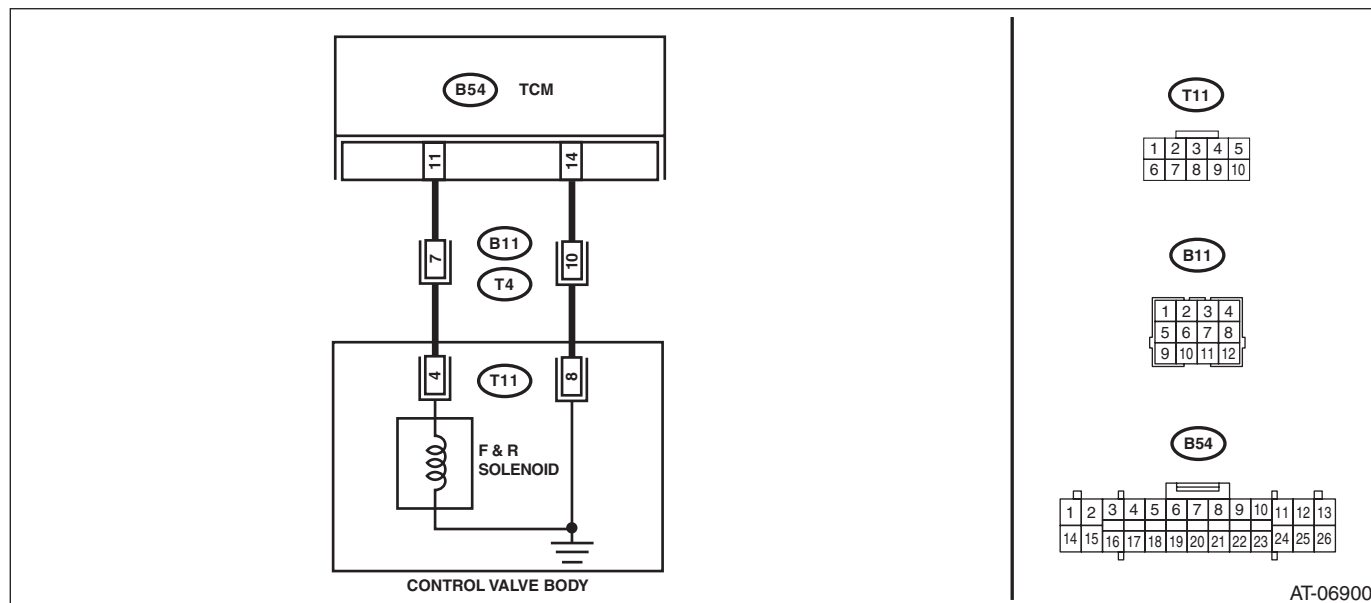 B54 TCM
11 14
7 B11 10
T4
4 T11 8
F & R
SOLENOID
CONTROL VALVE BODY
T11
1 2 3 4 5
6 7 8 9 10
B11
1 2 3 4
5 6 7 8
9 10 11 12
B54
1 2 3 4 5 6 7 8 9 10 11 12 13
14 15 16 17 18 19 20 21 22 23 24 25 26
AT-06900